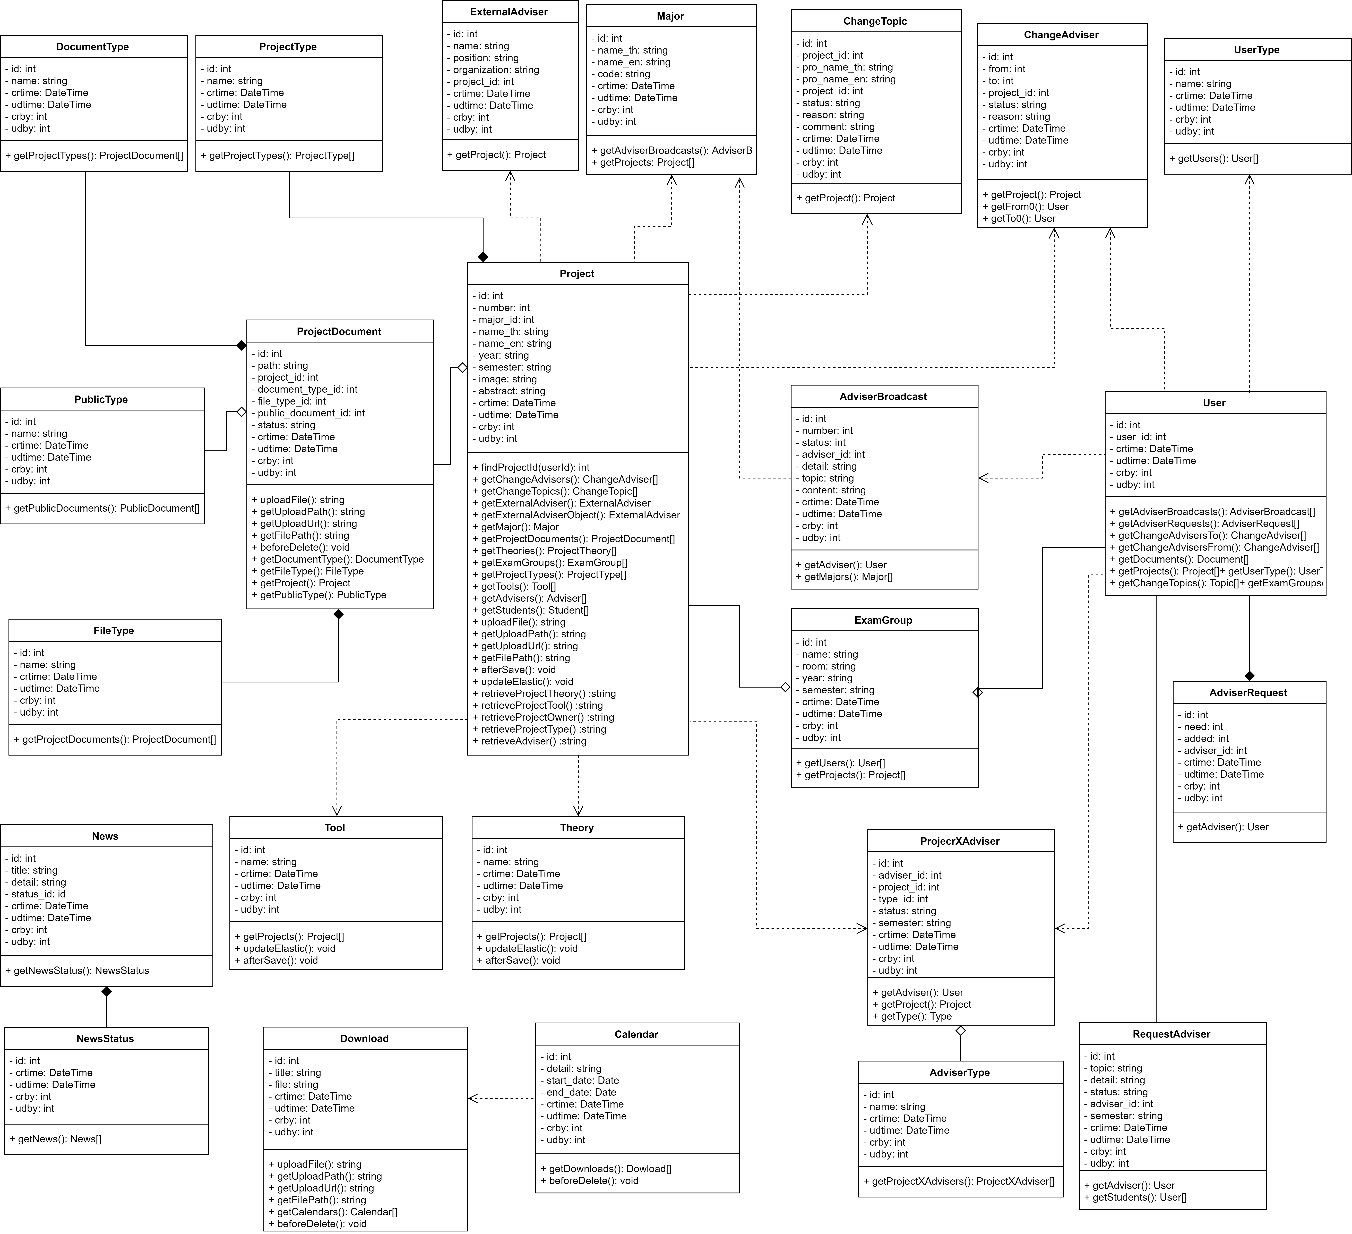 DocumentType
- id: int
- name: string
- crtime: DateTime
- udtime: DateTime
- crby: int
- udby: int
+ getProjectTypes(): ProjectDocument[]
ProjectType
- id: int
- name: string
- crtime: DateTime
- udtime: DateTime
- crby: int
- udby: int
+ getProjectTypes(): ProjectType[]
ExternalAdviser
- id: int
- name: string
- position: string
- organization: string
- project_id: int
- crtime: DateTime
- udtime: DateTime
- crby: int
- udby: int
+ getProject(): Project
Major
- id: int
- name_th: string
- name_en: string
- code: string
- crtime: DateTime
- udtime: DateTime
- crby: int
- udby: int
+ getAdviserBroadcasts(): AdviserB
+ getProjects: Project[]
ChangeTopic
- id: int
project_id: int
- pro_name_th: string
- pro_name_en: string
- project_id: int
- status: string
- reason: string
- comment: string
- crtime: DateTime
- udtime: DateTime
- crby: int
- udby: int
+ getProject(): Project
ChangeAdviser
- id: int
- from: int
- to: int
- project_id: int
- status: string
- reason: string
- crtime: DateTime
- udtime: DateTime
- crby: int
- udby: int
+ getProject(): Project
+ getFrom0(): User
+ getTo0(): User
UserType
- id: int
- name: string
- crtime: DateTime
- udtime: DateTime
- crby: int
- udby: int
+ getUsers(): User[]
Project
- id: int
- number: int
- major_id: int
- name_th: string
- name_en: string
- year: string
- semester: string
- image: string
- abstract: string
- crtime: DateTime
- udtime: DateTime
- crby: int
- udby: int
+ findProjectId(userId): int
+ getChangeAdvisers(): ChangeAdviser[]
+ getChangeTopics(): ChangeTopic[]
+ getExternalAdviser(): ExternalAdviser
+ getExternalAdviserObject(): ExternalAdviser
+ getMajor(): Major
+ getProjectDocuments(): ProjectDocument[]
+ getTheories(): ProjectTheory[]
+ getExamGroups(): ExamGroup[]
+ getProjectTypes(): ProjectType[]
+ getTools(): Tool[]
+ getAdvisers(): Adviser[]
+ getStudents(): Student[]
+ uploadFile(): string
+ getUploadPath(): string
+ getUploadUrl(): string
+ getFilePath(): string
+ afterSave(): void
+ updateElastic(): void
+ retrieveProjectTheory() :string
+ retrieveProjectTool() :string
+ retrieveProjectOwner() :string
+ retrieveProjectType() :string
+ retrieveAdviser() :string
ProjectDocument
- id: int
- path: string
- project_id: int
document_type_id: int
- file_type_id: int
- public_document_id: int
- status: string
- crtime: DateTime
- udtime: DateTime
- crby: int
- udby: int
+ uploadFile(): string
+ getUploadPath(): string
+ getUploadUrl(): string
+ getFilePath(): string
+ beforeDelete(): void
+ getDocumentType(): DocumentType
+ getFileType(): FileType
+ getProject(): Project
+ getPublicType(): PublicType
PublicType
- id: int
- name: string
- crtime: DateTime
- udtime: DateTime
- crby: int
- udby: int
+ getPublicDocuments(): PublicDocument[]
AdviserBroadcast
- id: int
- number: int
- status: int
- adviser_id: int
- detail: string
- topic: string
- content: string
- crtime: DateTime
- udtime: DateTime
- crby: int
- udby: int
+ getAdviser(): User
+ getMajors(): Major[]
User
- id: int
- user_id: int
- crtime: DateTime
- udtime: DateTime
- crby: int
- udby: int
+ getAdviserBroadcasts(): AdviserBroadcast[]
+ getAdviserRequests(): AdviserRequest[]
+ getChangeAdvisersTo(): ChangeAdviser[]
+ getChangeAdvisersFrom(): ChangeAdviser[]
+ getDocuments(): Document[]
+ getProjects(): Project[]+ getUserType(): User
+ getChangeTopics(): Topic[]+ getExamGroups
FileType
- id: int
- name: string
- crtime: DateTime
- udtime: DateTime
- crby: int
- udby: int
+ getProjectDocuments(): ProjectDocument[]
ExamGroup
- id: int
- name: string
- room: string
- year: string
- semester: string
- crtime: DateTime
- udtime: DateTime
- crby: int
- udby: int
+ getUsers(): User[]
+ getProjects(): Project[]
AdviserRequest
- id: int
- need: int
- added: int
- adviser_id: int
- crtime: DateTime
- udtime: DateTime
- crby: int
- udby: int
+ getAdviser(): User
News
- id: int
- title: string
- detail: string
- status_id: id
- crtime: DateTime
- udtime: DateTime
- crby: int
- udby: int
+ getNewsStatus(): NewsStatus
Tool
- id: int
- name: string
- crtime: DateTime
- udtime: DateTime
- crby: int
- udby: int
+ getProjects(): Project[]
+ updateElastic(): void
+ afterSave(): void
Theory
- id: int
- name: string
- crtime: DateTime
- udtime: DateTime
- crby: int
- udby: int
+ getProjects(): Project[]
+ updateElastic(): void
+ afterSave(): void
ProjecrXAdviser
- id: int
- adviser_id: int
- project_id: int
- type_id: int
- status: string
- semester: string
- crtime: DateTime
- udtime: DateTime
- crby: int
- udby: int
+ getAdviser(): User
+ getProject(): Project
+ getType(): Type
NewsStatus
- id: int
- crtime: DateTime
- udtime: DateTime
- crby: int
- udby: int
+ getNews(): News[]
Download
- id: int
- title: string
- file: string
- crtime: DateTime
- udtime: DateTime
- crby: int
- udby: int
+ uploadFile(): string
+ getUploadPath(): string
+ getUploadUrl(): string
+ getFilePath(): string
+ getCalendars(): Calendar[]
+ beforeDelete(): void
Calendar
- id: int
- detail: string
- start_date: Date
- end_date: Date
- crtime: DateTime
- udtime: DateTime
- crby: int
- udby: int
+ getDownloads(): Dowload[]
+ beforeDelete(): void
AdviserType
- id: int
- name: string
- crtime: DateTime
- udtime: DateTime
- crby: int
- udby: int
+ getProjectXAdvisers(): ProjectXAdviser[]
RequestAdviser
- id: int
- topic: string
- detail: string
- status: string
- adviser_id: int
- semester: string
- crtime: DateTime
- udtime: DateTime
- crby: int
- udby: int
+ getAdviser(): User
+ getStudents(): User[]